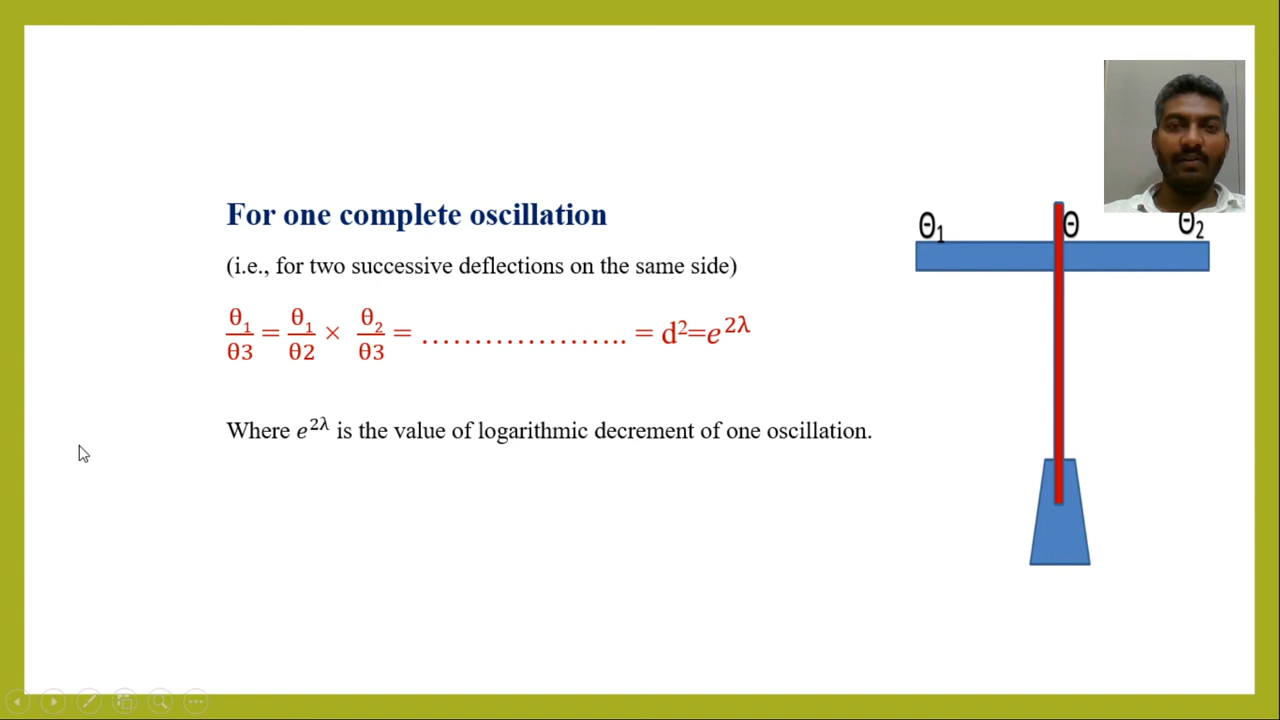 For one complete oscillation
(i.e., for two successive deflections on the same side)
θ₁/θ3 = θ₁/θ2 × θ₂/θ3 = ………………….. = d²=e^2λ
Where e^2λ is the value of logarithmic decrement of one oscillation.
Θ₁ Θ Θ₂